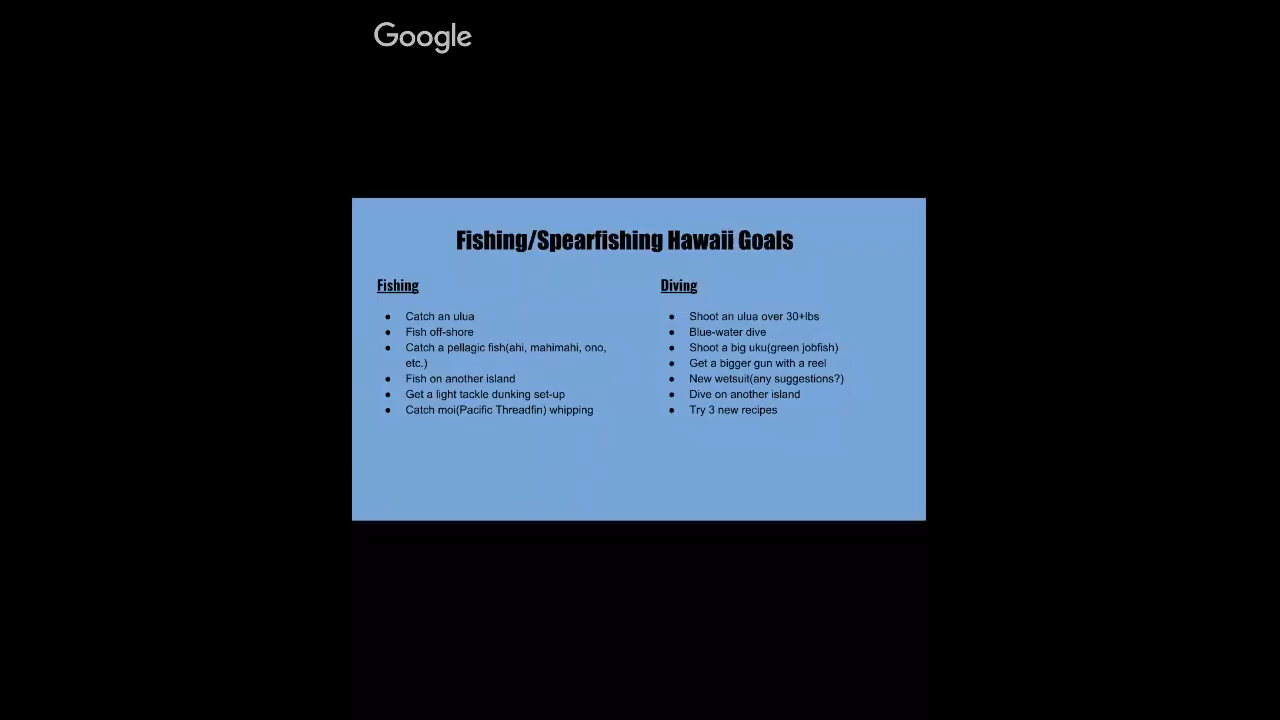 Google
Fishing/Spearfishing Hawaii Goals
Fishing
● Catch an ulua
● Fish off-shore
● Catch a pellagic fish(ahi, mahimahi, ono,
etc.)
● Fish on another island
● Get a light tackle dunking set-up
● Catch moi(Pacific Threadfin) whipping
Diving
● Shoot an ulua over 30+lbs
● Blue-water dive
● Shoot a big uku(green jobfish)
● Get a bigger gun with a reel
● New wetsuit(any suggestions?)
● Dive on another island
● Try 3 new recipes